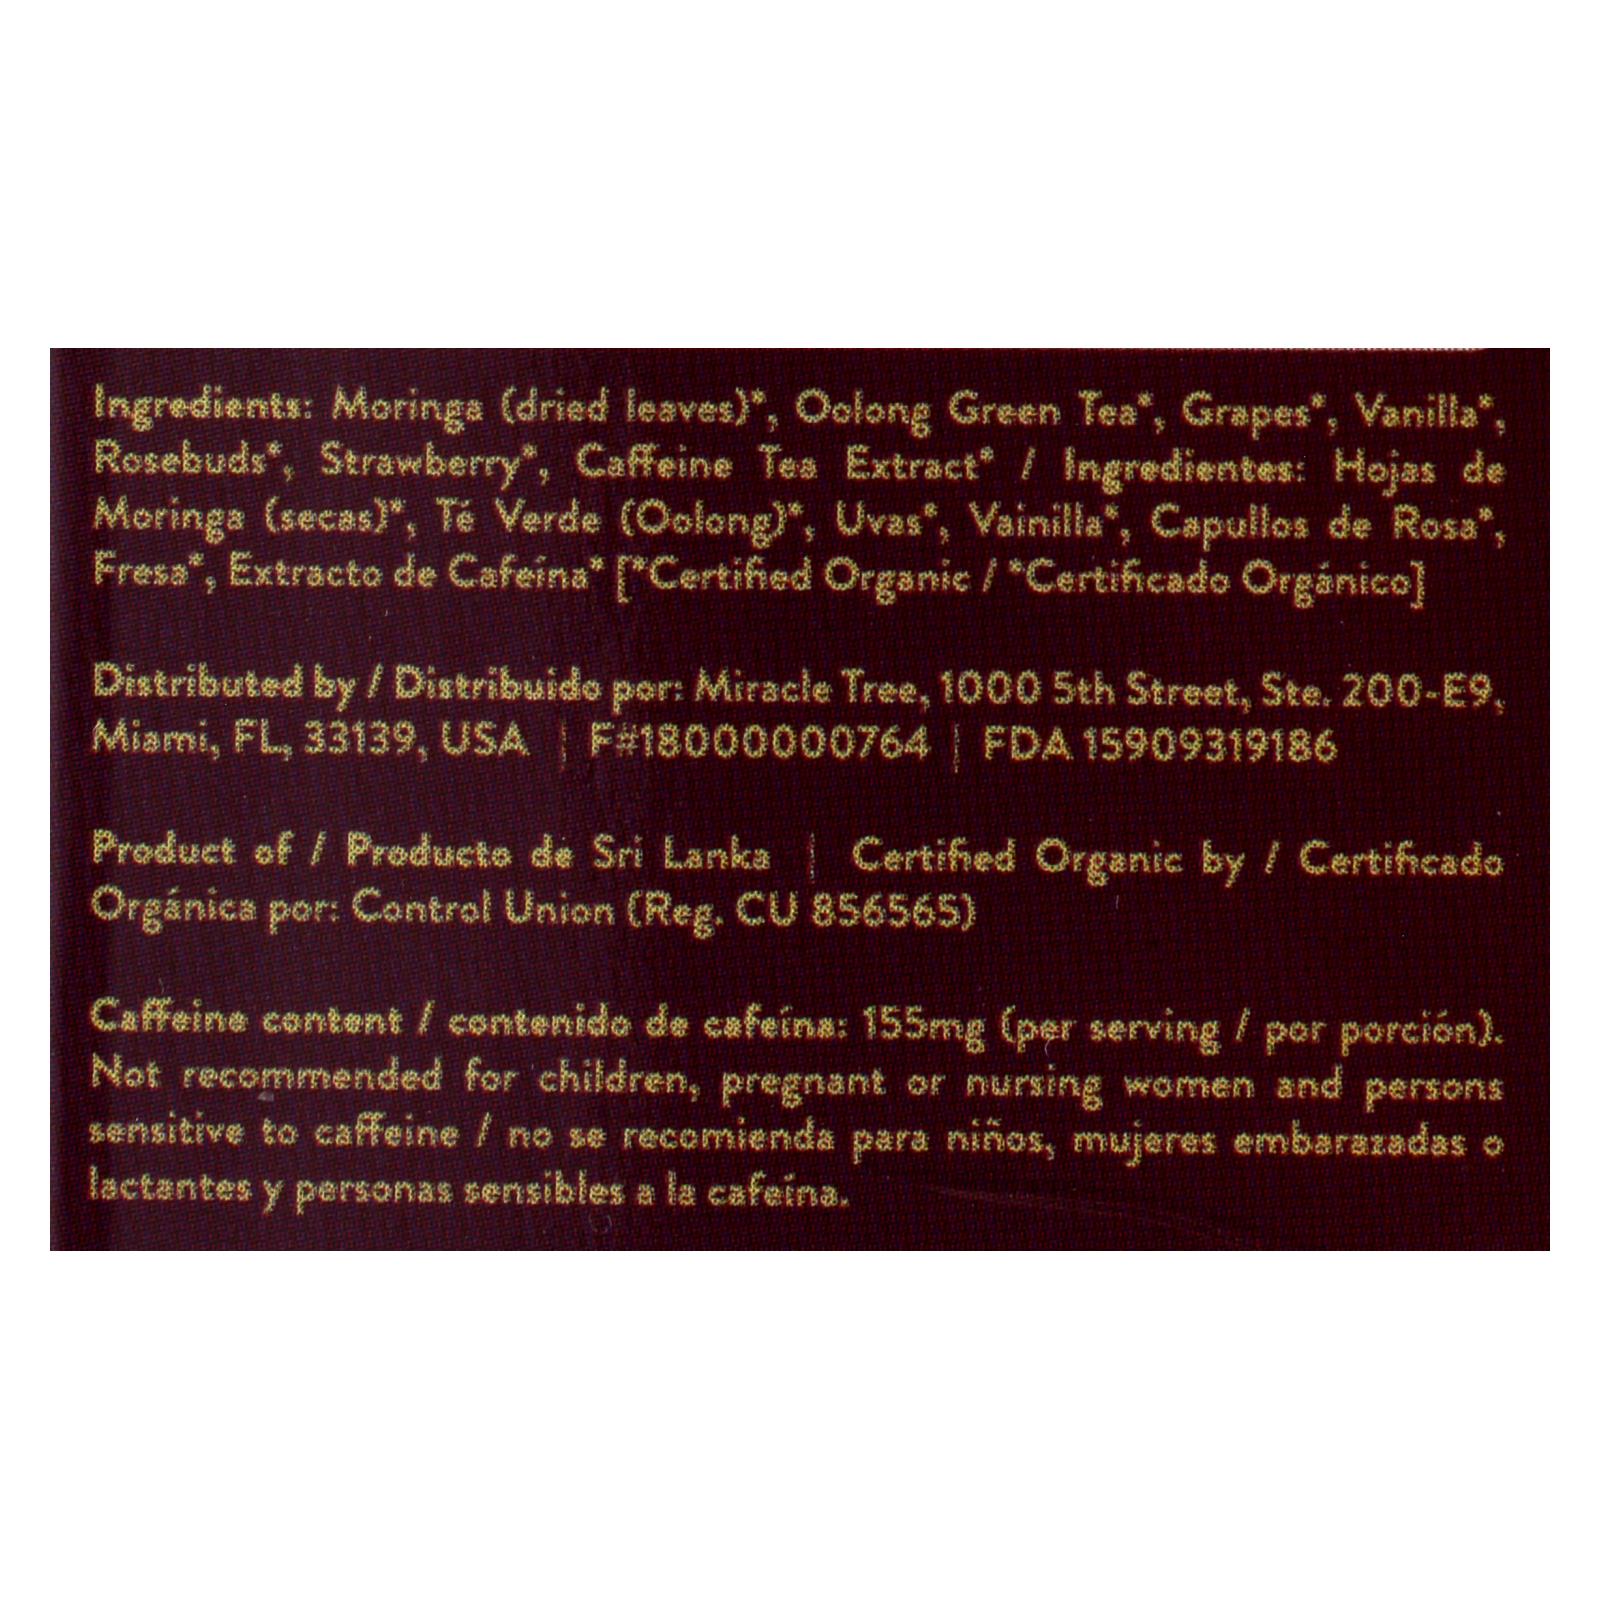 Ingredients: Moringa (dried leaves)*, Oolong Green Tea*, Grapes*, Vanilla*,
Rosebuds*, Strawberry*, Caffeine Tea Extract* / Ingredientes: Hojas de
Moringa (secas)*, Té Verde (Oolong)*, Uvas*, Vainilla*, Capullos de Rosa*,
Fresa*, Extracto de Cafeína* [*Certified Organic / *Certificado Orgánico]
Distributed by / Distribuido por: Miracle Tree, 1000 5th Street, Ste. 200-E9,
Miami, FL, 33139, USA | F#18000000764 | FDA 15909319186
Product of / Producto de Sri Lanka | Certified Organic by / Certificado
Orgánica por: Control Union (Reg. CU 856565)
Caffeine content / contenido de cafeína: 155mg (per serving / por porción).
Not recommended for children, pregnant or nursing women and persons
sensitive to caffeine / no se recomienda para niños, mujeres embarazadas o
lactantes y personas sensibles a la cafeína.